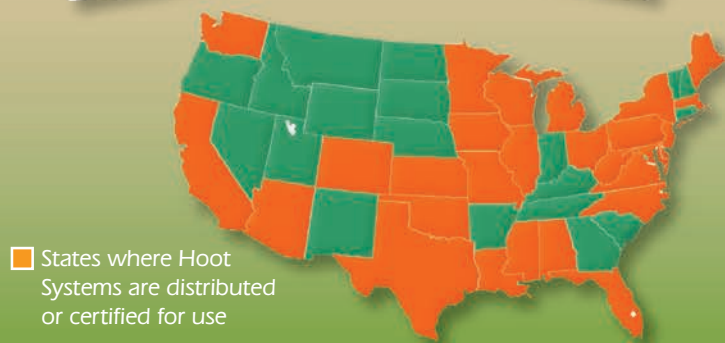 States where Hoot
Systems are distributed
or certified for use